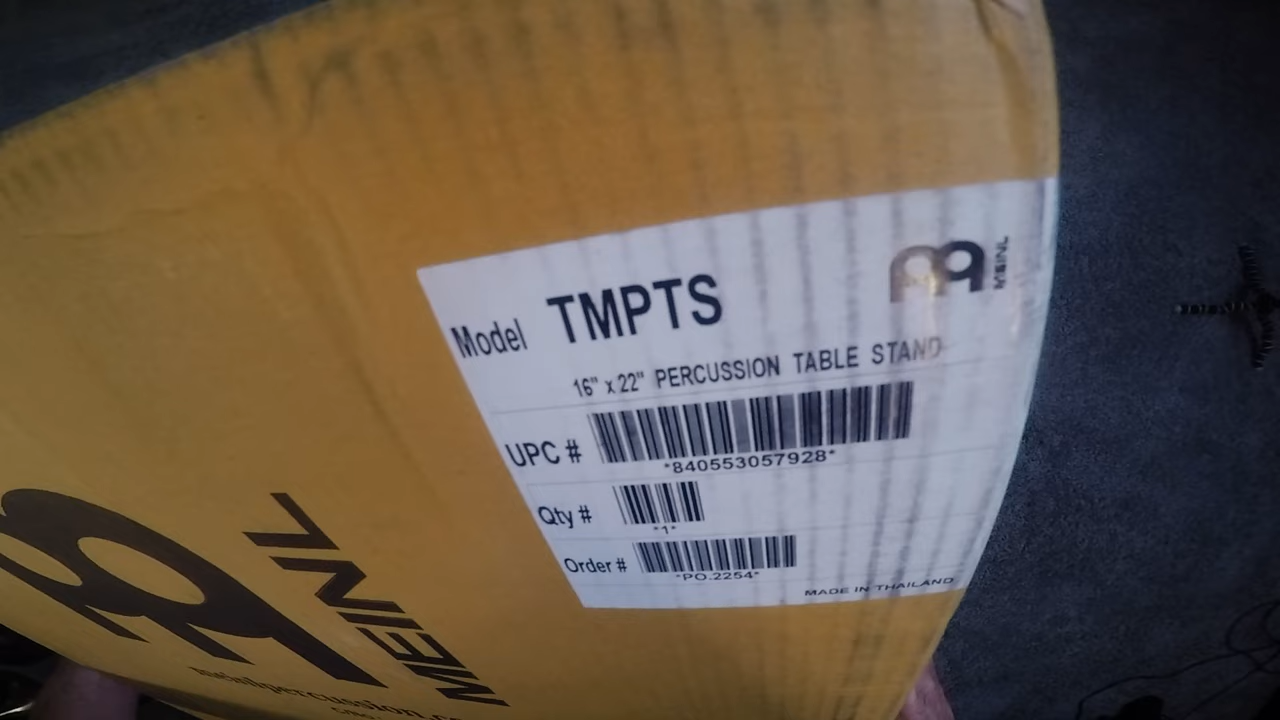 MEINL
Model TMPTS
16" x 22" PERCUSSION TABLE STAND
UPC #
*840553057928*
Qty #
*1*
Order #
*PO.2254*
MADE IN THAILAND
MEINL